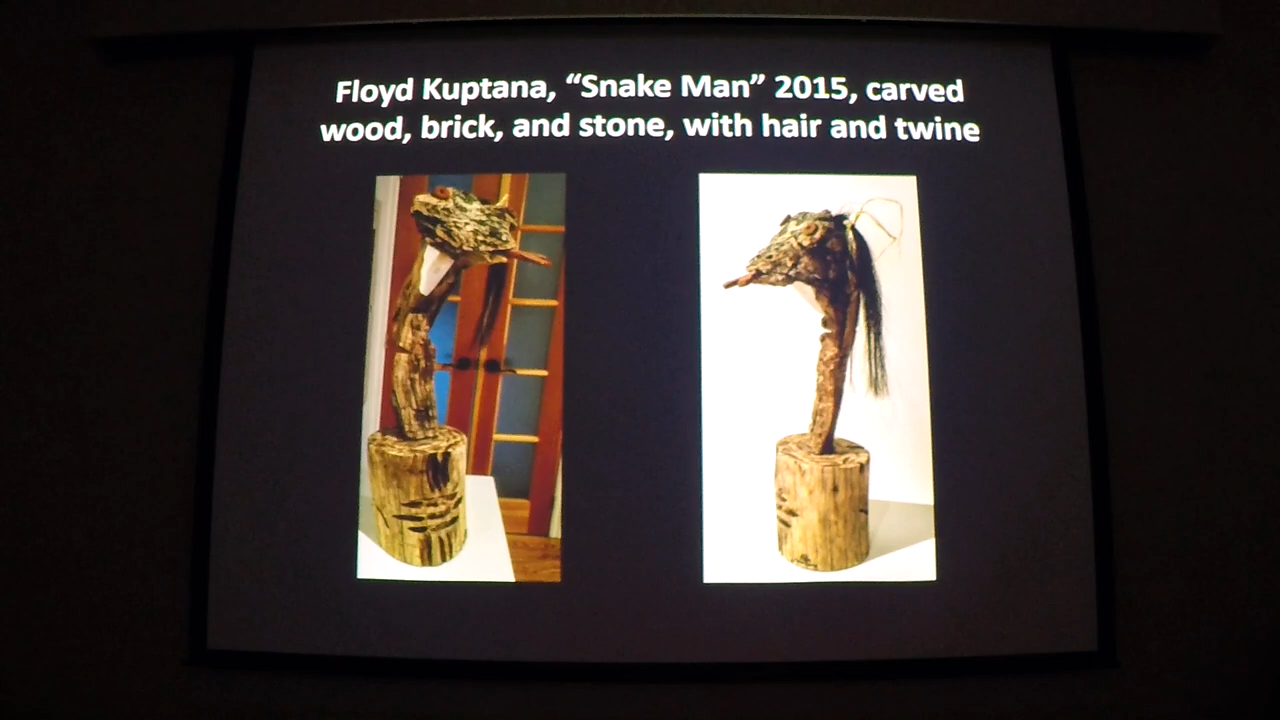 Floyd Kuptana, “Snake Man” 2015, carved
wood, brick, and stone, with hair and twine